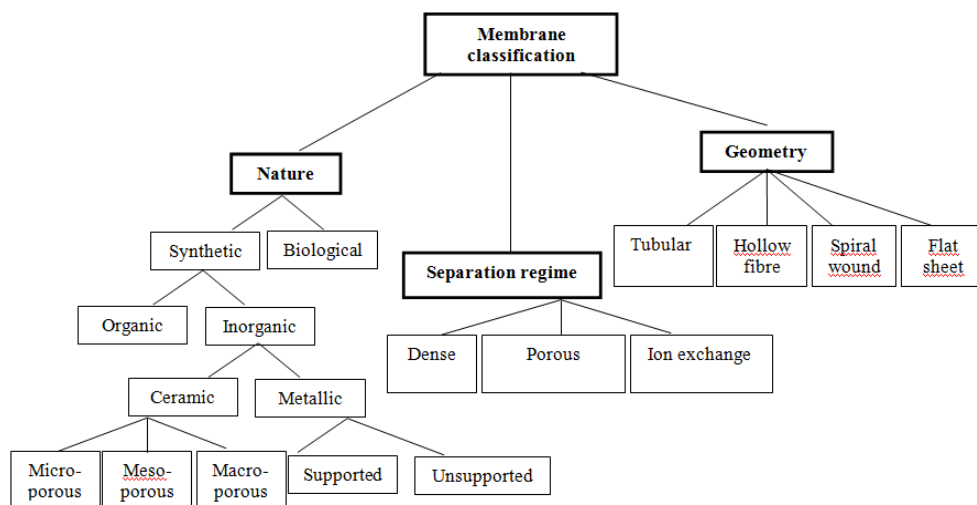 Membrane
classification
Nature
Geometry
Synthetic
Biological
Tubular
Hollow
fibre
Spiral
wound
Flat
sheet
Separation regime
Organic
Inorganic
Dense
Porous
Ion exchange
Ceramic
Metallic
Micro-
porous
Meso-
porous
Macro-
porous
Supported
Unsupported